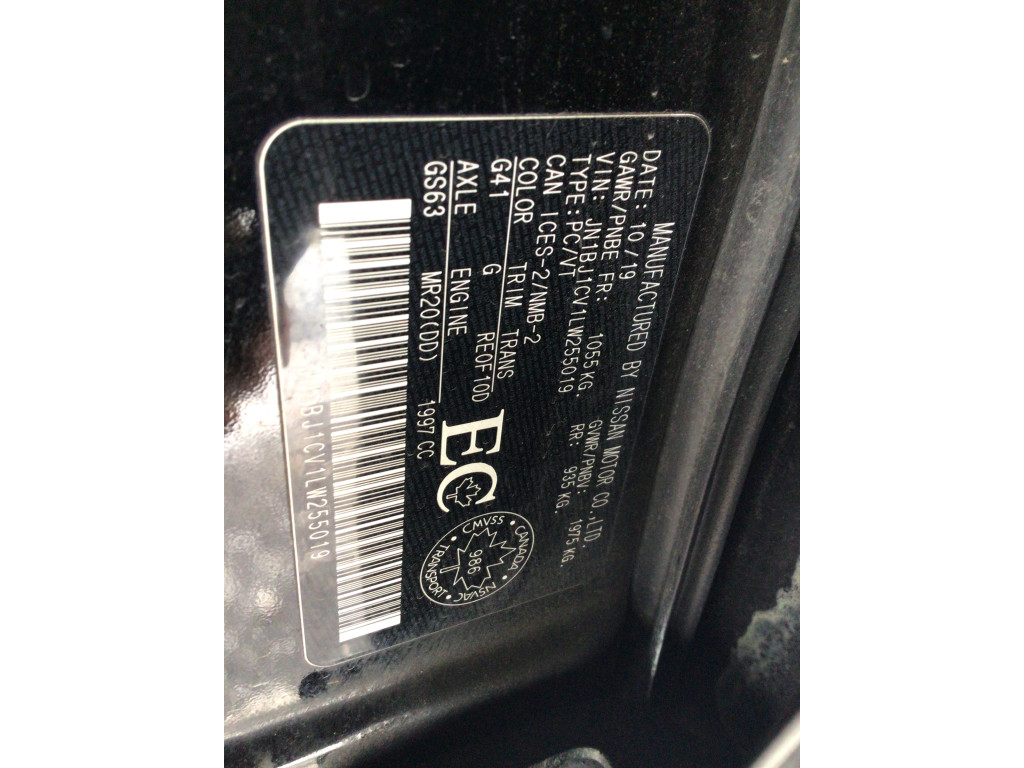 MANUFACTURED BY NISSAN MOTOR CO.,LTD.
DATE: 10/19 GVWR/PNBV: 1975 KG.
GAWR/PNBE FR: 1055 KG. RR: 935 KG.
VIN: JN1BJ1CV1LW255019
TYPE: PC/VT
CAN ICES-2/NMB-2
COLOR TRIM TRANS
G41 G RE0F10D
AXLE ENGINE
GS63 MR20(DD) 1997 CC
EC
CANADA
CMVSS NSVAC
986
TRANSPORT
BJ1CV1LW255019